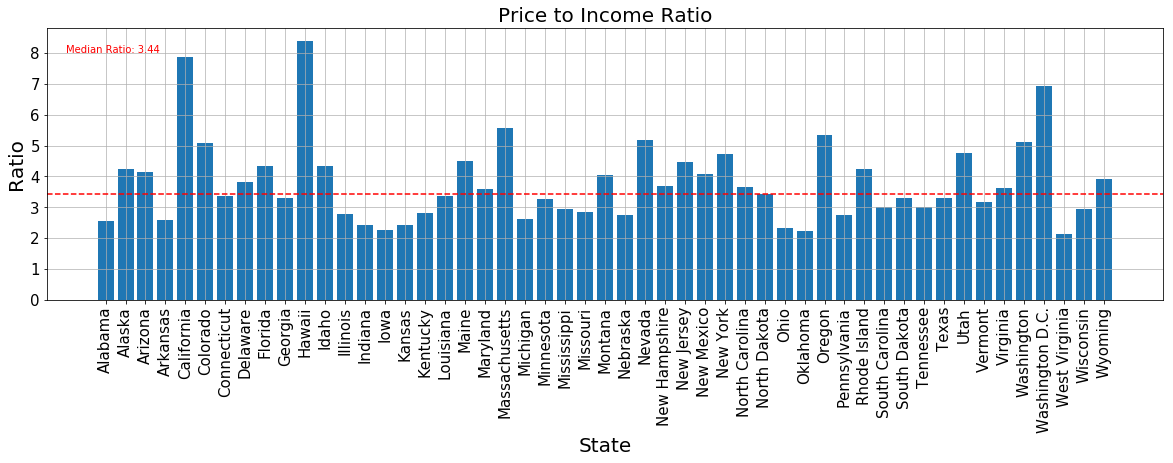 Price to Income Ratio
Median Ratio: 3.44
Ratio
8
7
6
5
4
3
2
1
0
Alabama
Alaska
Arizona
Arkansas
California
Colorado
Connecticut
Delaware
Florida
Georgia
Hawaii
Idaho
Illinois
Indiana
Iowa
Kansas
Kentucky
Louisiana
Maine
Maryland
Massachusetts
Michigan
Minnesota
Mississippi
Missouri
Montana
Nebraska
Nevada
New Hampshire
New Jersey
New Mexico
New York
North Carolina
North Dakota
Ohio
Oklahoma
Oregon
Pennsylvania
Rhode Island
South Carolina
South Dakota
Tennessee
Texas
Utah
Vermont
Virginia
Washington
Washington D.C.
West Virginia
Wisconsin
Wyoming
State